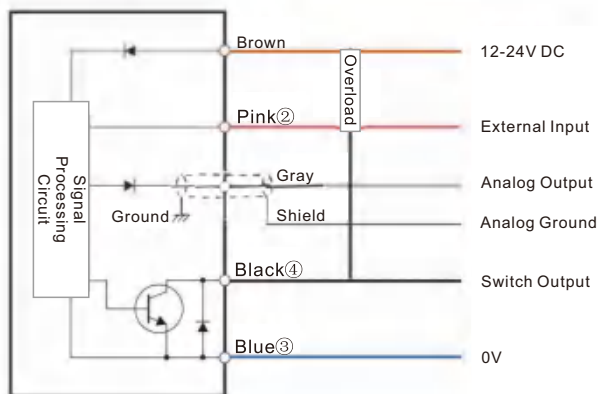 Brown
12-24V DC
Overload
Pink②
External Input
Signal
Processing
Circuit
Gray
Analog Output
Ground
Shield
Analog Ground
Black④
Switch Output
Blue③
0V